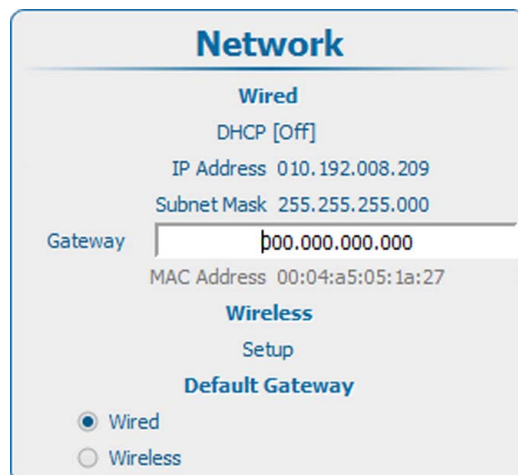 Network
Wired
DHCP [Off]
IP Address 010.192.008.209
Subnet Mask 255.255.255.000
Gateway 000.000.000.000
MAC Address 00:04:a5:05:1a:27
Wireless
Setup
Default Gateway
Wired
Wireless